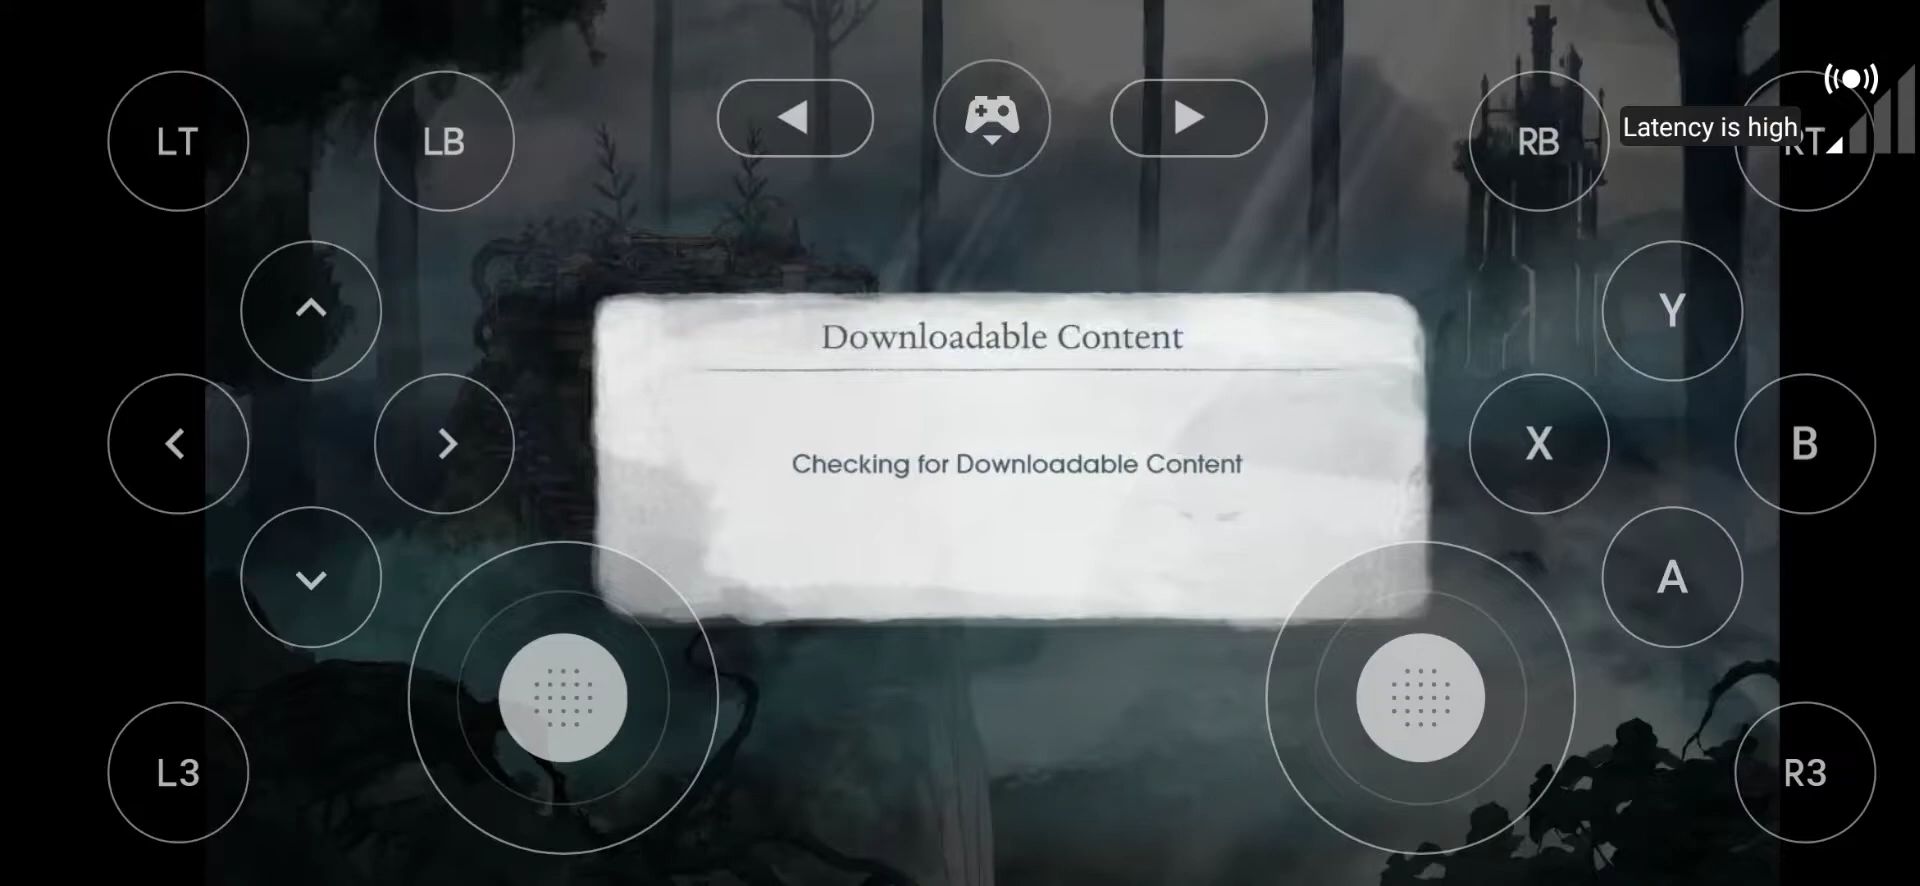 LT
LB
RB
Latency is high
RT
Y
Downloadable Content
X
B
Checking for Downloadable Content
A
L3
R3